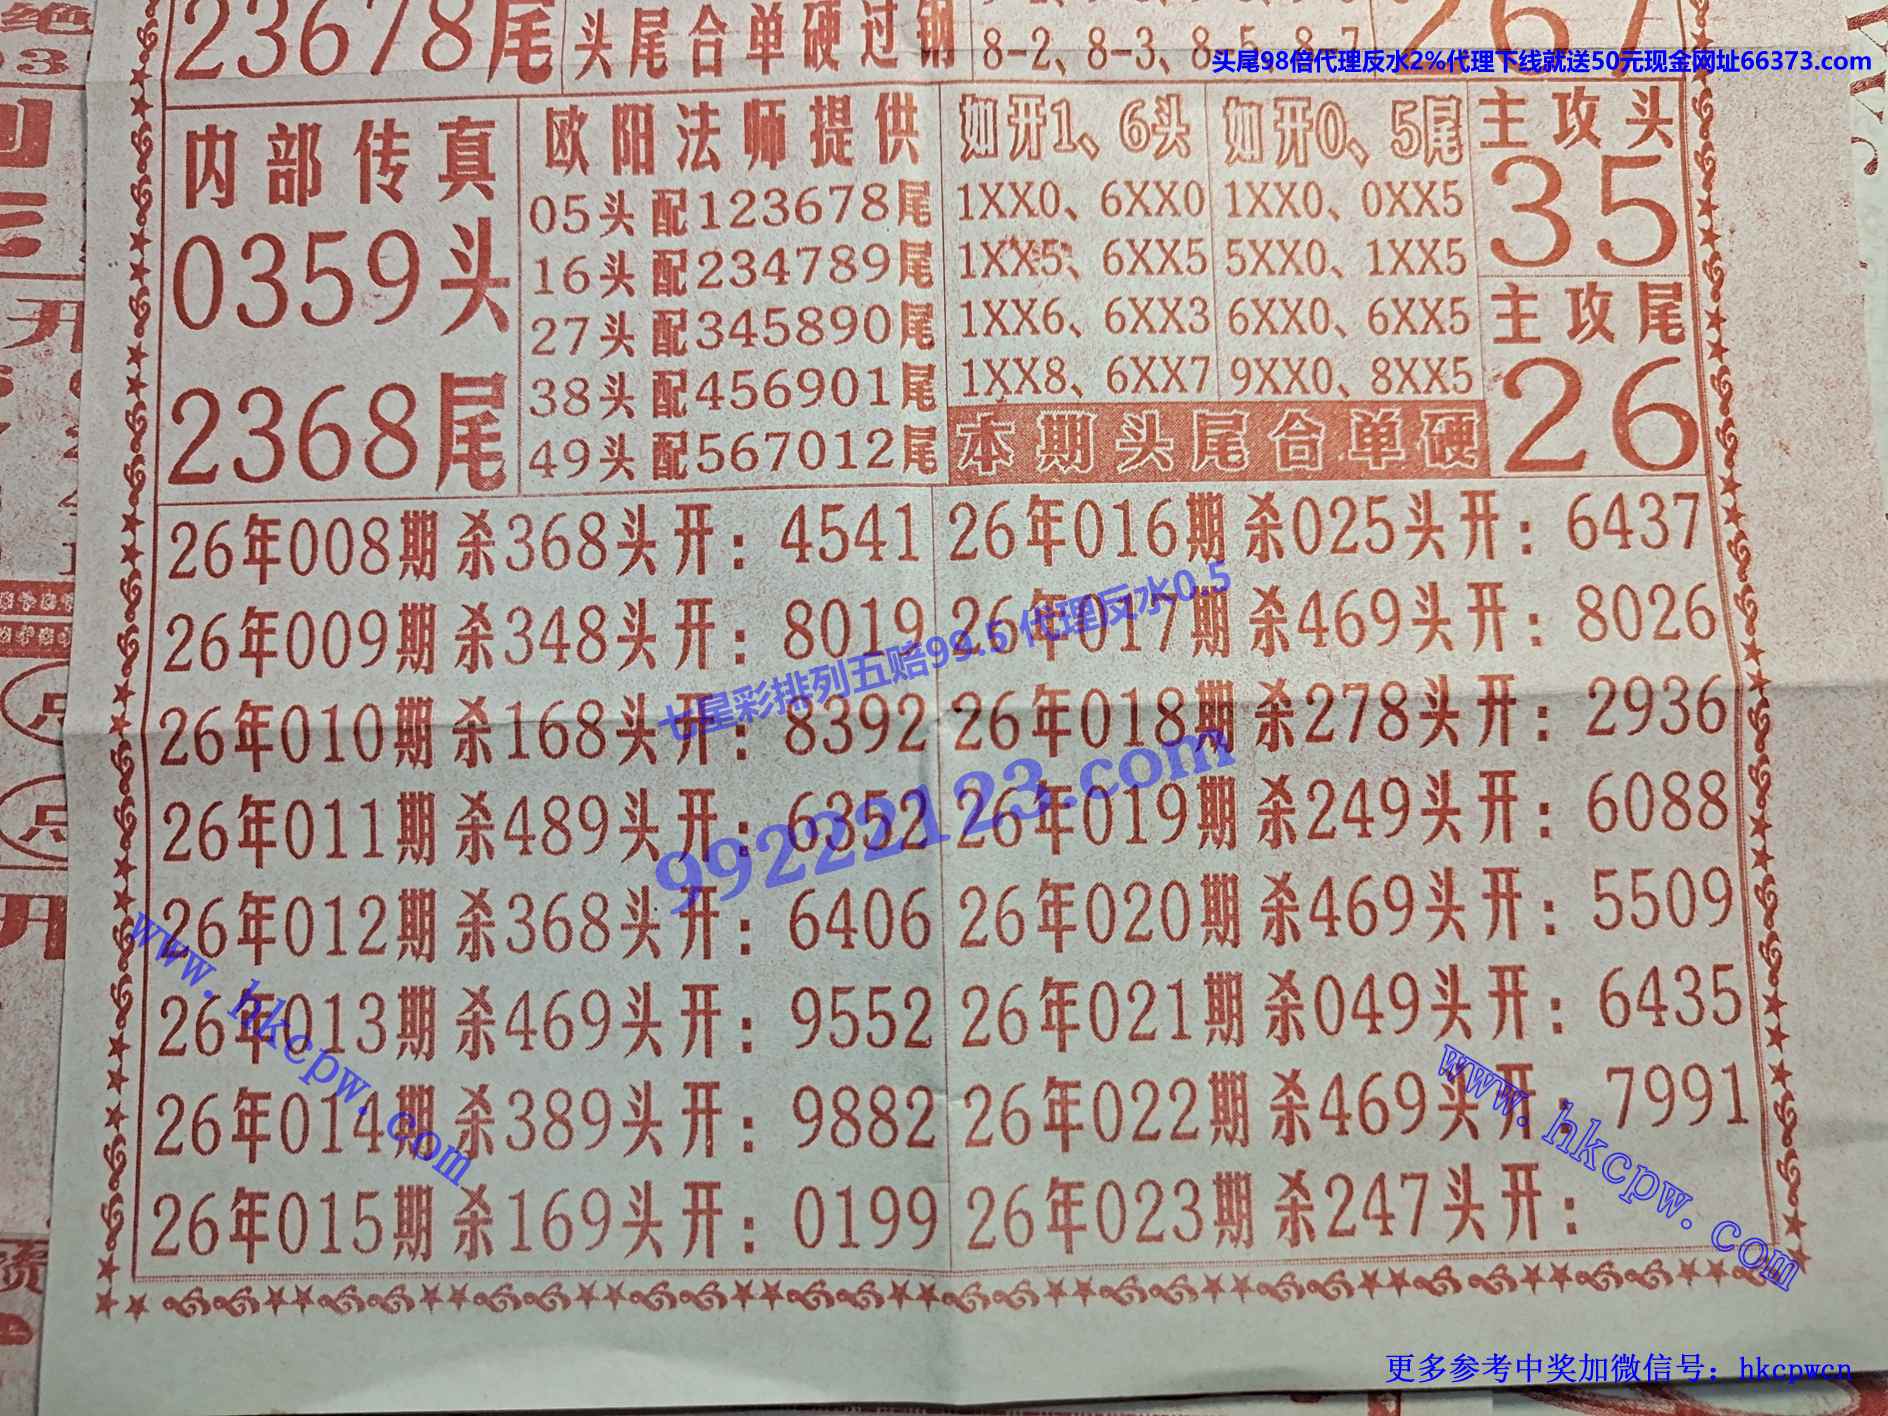 绝
23678尾
头尾合单硬过钢
8-2、8-3、8-5、8-7
267
头尾98倍代理反水2%代理下线就送50元现金网址66373.com
内部传真
0359头
2368尾
欧阳法师提供
05头配123678尾
16头配234789尾
27头配345890尾
38头配456901尾
49头配567012尾
如开1、6头
1XX0、6XX0
1XX5、6XX5
1XX6、6XX3
1XX8、6XX7
如开0、5尾
1XX0、0XX5
5XX0、1XX5
6XX0、6XX5
9XX0、8XX5
本期头尾合单硬
主攻头
35
主攻尾
26
26年008期杀368头开：4541
26年009期杀348头开：8019
26年010期杀168头开：8392
26年011期杀489头开：6352
26年012期杀368头开：6406
26年013期杀469头开：9552
26年014期杀389头开：9882
26年015期杀169头开：0199
26年016期杀025头开：6437
26年017期杀469头开：8026
26年018期杀278头开：2936
26年019期杀249头开：6088
26年020期杀469头开：5509
26年021期杀049头开：6435
26年022期杀469头开：7991
26年023期杀247头开：
七星彩排列五赔99.5 代理反水0.5
99222123.com
www.hkcpw.com
www.hkcpw.com
更多参考中奖加微信号：hkcpwcn